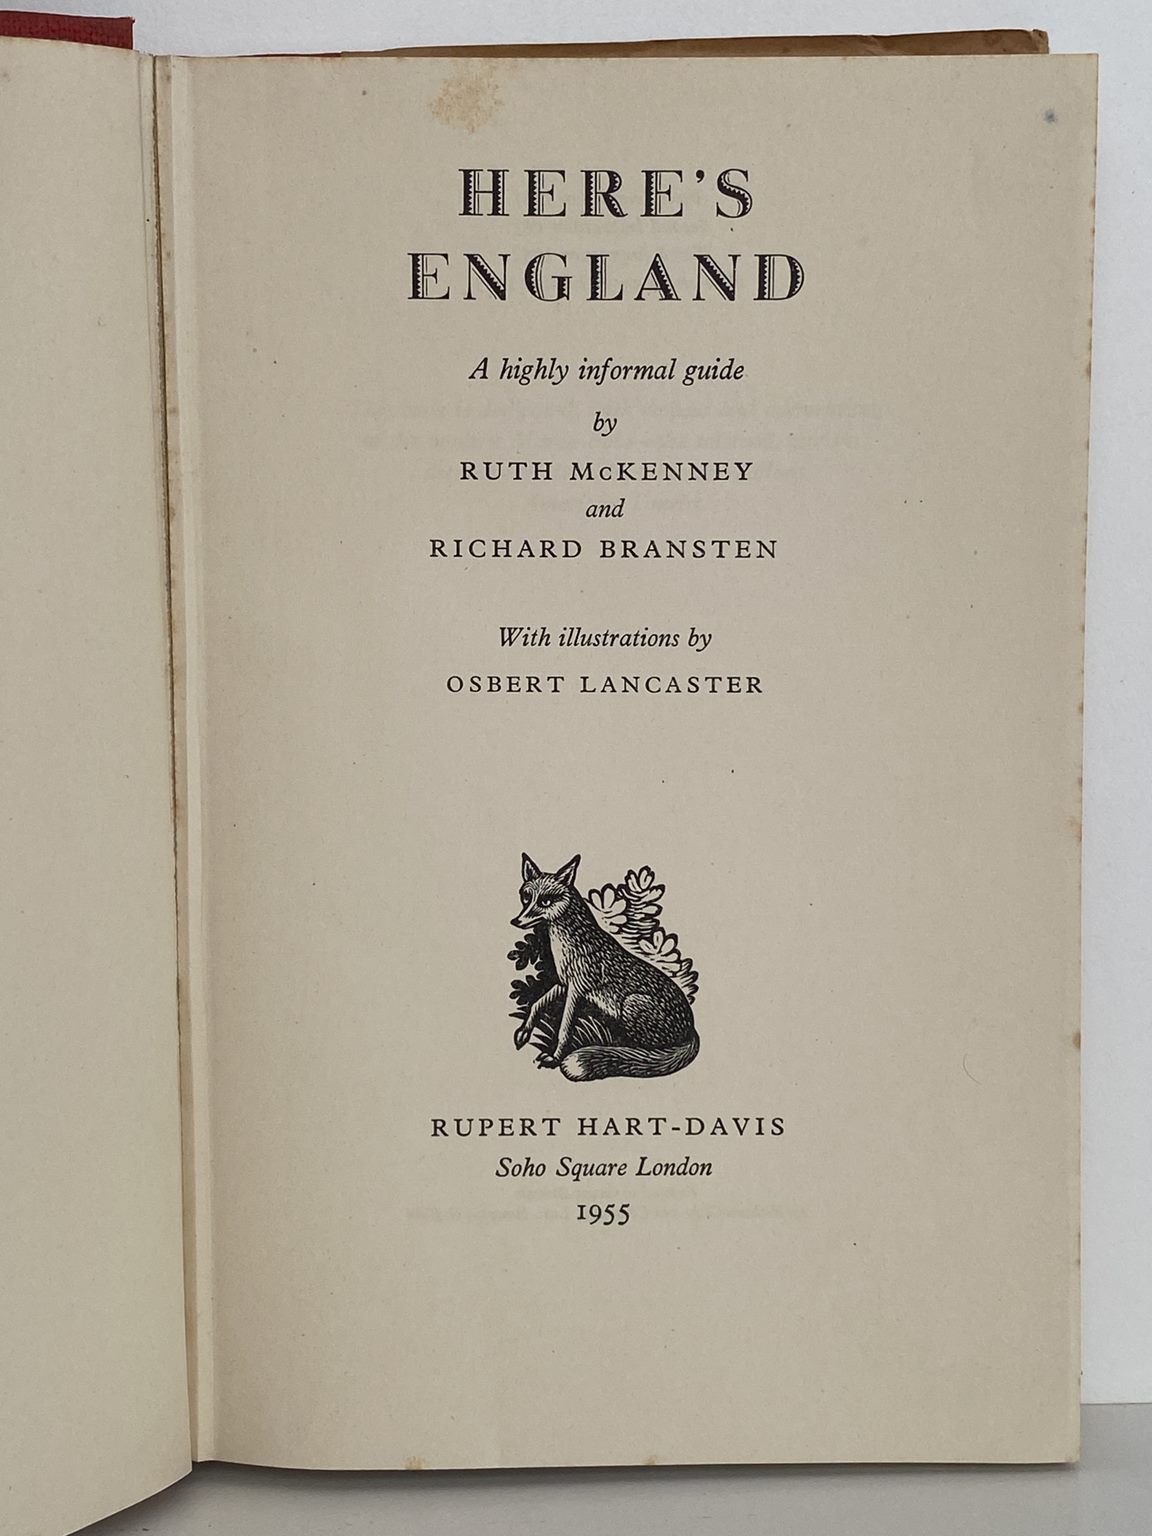 HERE'S
ENGLAND
A highly informal guide
by
RUTH McKENNEY
and
RICHARD BRANSTEN
With illustrations by
OSBERT LANCASTER
RUPERT HART-DAVIS
Soho Square London
1955